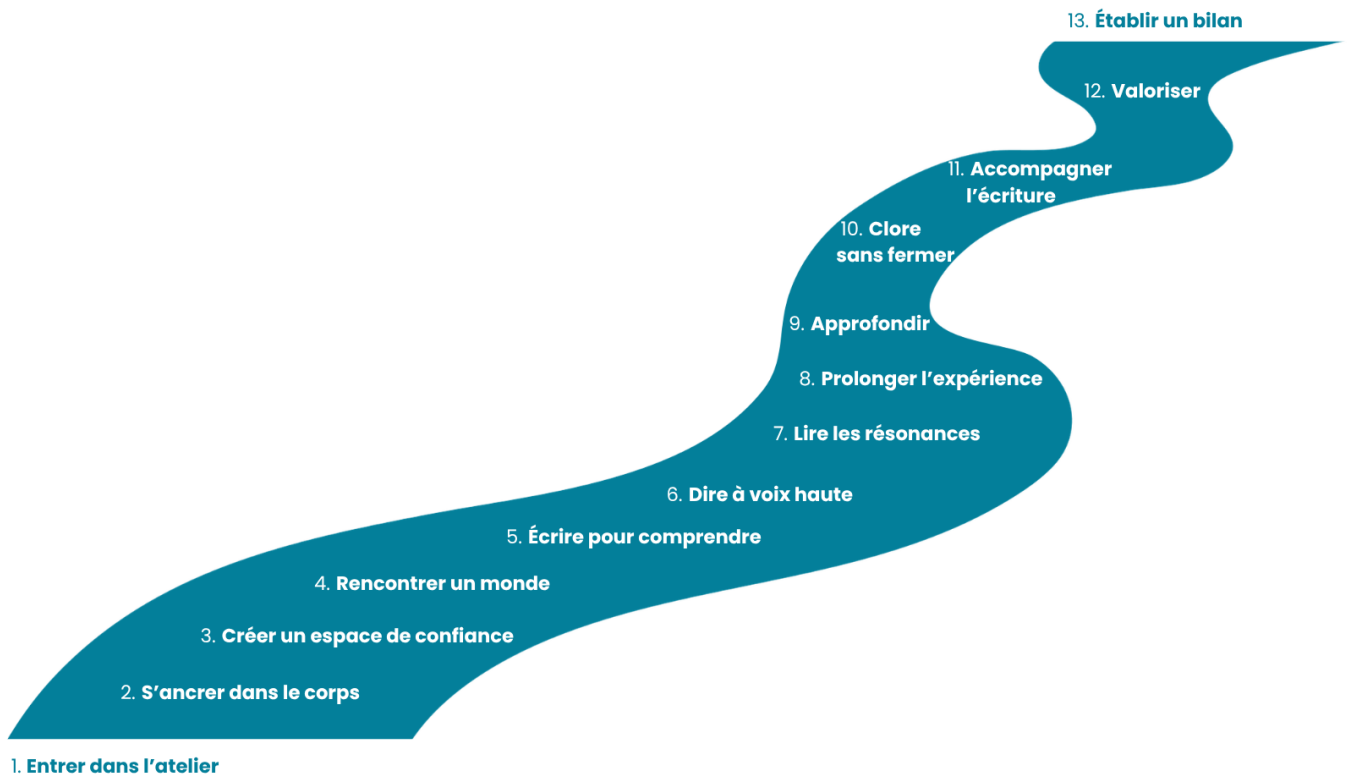 13. Établir un bilan
12. Valoriser
11. Accompagner
l’écriture
10. Clore
sans fermer
9. Approfondir
8. Prolonger l’expérience
7. Lire les résonances
6. Dire à voix haute
5. Écrire pour comprendre
4. Rencontrer un monde
3. Créer un espace de confiance
2. S’ancrer dans le corps
1. Entrer dans l’atelier